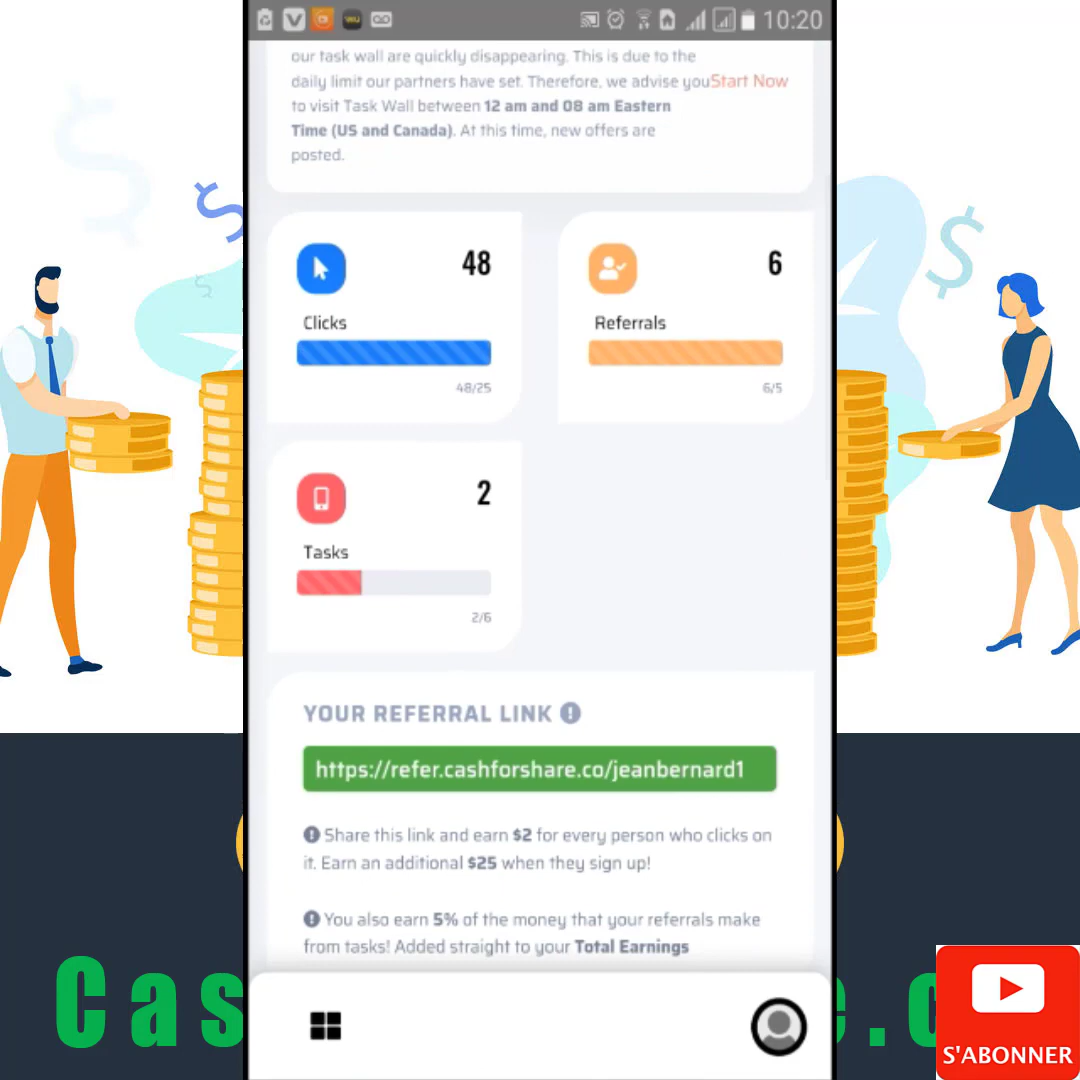 10:20
our task wall are quickly disappearing. This is due to the
daily limit our partners have set. Therefore, we advise you
Start Now
to visit Task Wall between 12 am and 08 am Eastern
Time (US and Canada). At this time, new offers are
posted.
48
Clicks
48/25
6
Referrals
6/5
2
Tasks
2/6
YOUR REFERRAL LINK
https://refer.cashforshare.co/jeanbernard1
Share this link and earn $2 for every person who clicks on
it. Earn an additional $25 when they sign up!
You also earn 5% of the money that your referrals make
from tasks! Added straight to your Total Earnings
Cas
e.c
S'ABONNER